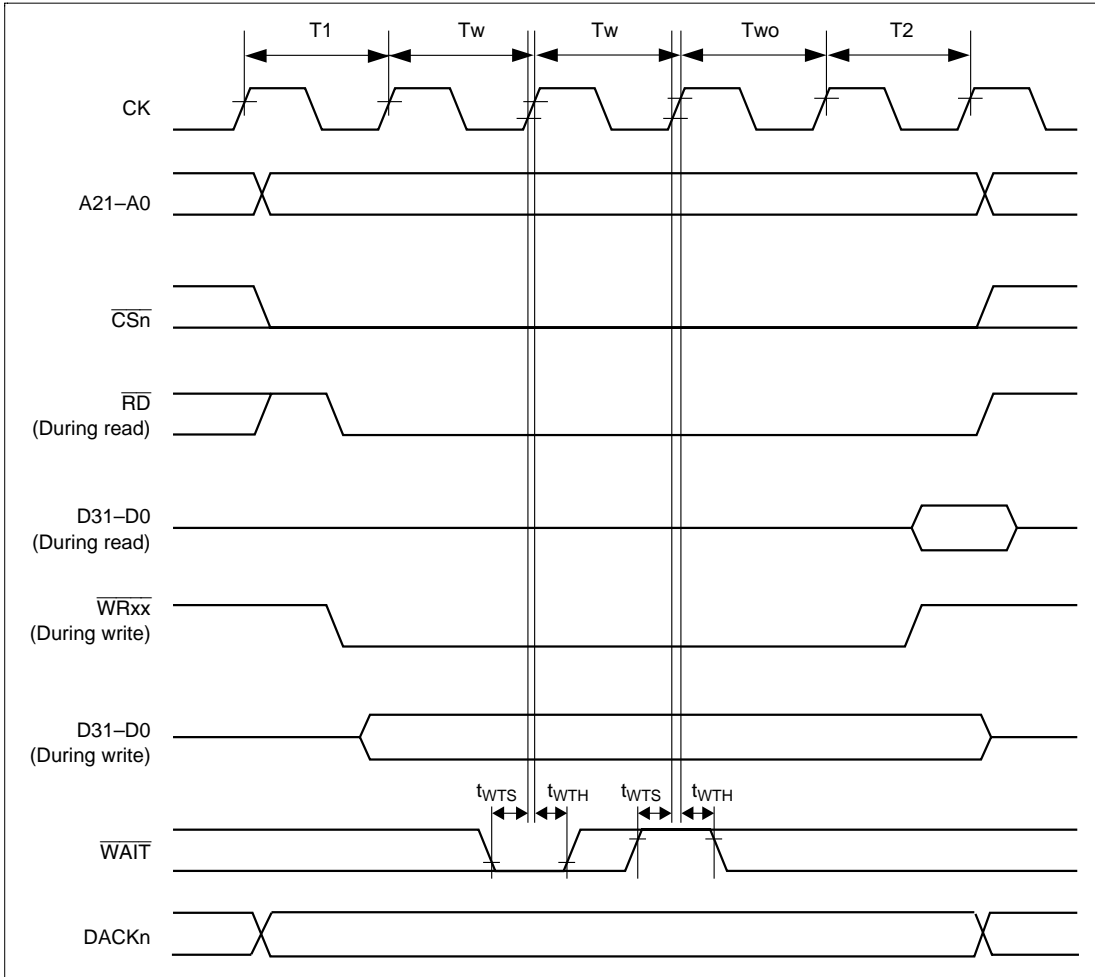 T1 Tw Tw Two T2
CK
A21–A0
CSn
RD
(During read)
D31–D0
(During read)
WRxx
(During write)
D31–D0
(During write)
tWTS tWTH tWTS tWTH
WAIT
DACKn